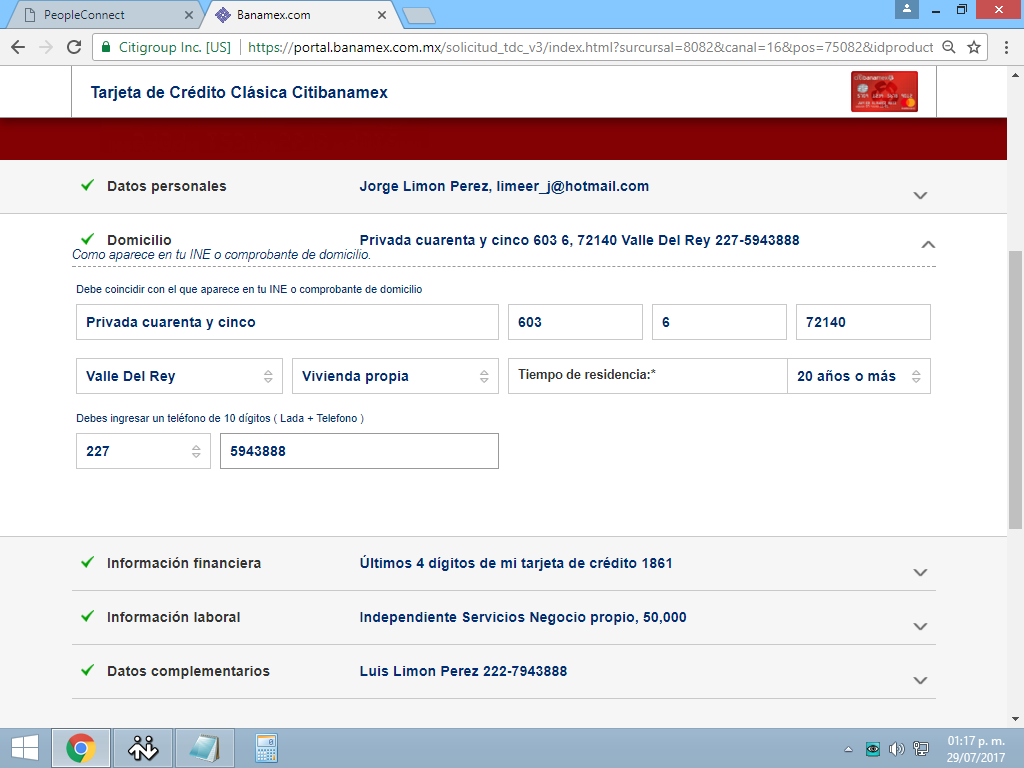 PeopleConnect
Banamex.com
Citigroup Inc. [US] https://portal.banamex.com.mx/solicitud_tdc_v3/index.html?sursursal=8082&canal=16&pos=75082&idproduct
Tarjeta de Crédito Clásica Citibanamex
citibanamex
Datos personales Jorge Limon Perez, limeer_j@hotmail.com
Domicilio Privada cuarenta y cinco 603 6, 72140 Valle Del Rey 227-5943888
Como aparece en tu INE o comprobante de domicilio.
Debe coincidir con el que aparece en tu INE o comprobante de domicilio
Privada cuarenta y cinco 603 6 72140
Valle Del Rey Vivienda propia Tiempo de residencia:* 20 años o más
Debes ingresar un teléfono de 10 dígitos ( Lada + Telefono )
227 5943888
Información financiera Últimos 4 dígitos de mi tarjeta de crédito 1861
Información laboral Independiente Servicios Negocio propio, 50,000
Datos complementarios Luis Limon Perez 222-7943888
01:17 p. m.
29/07/2017